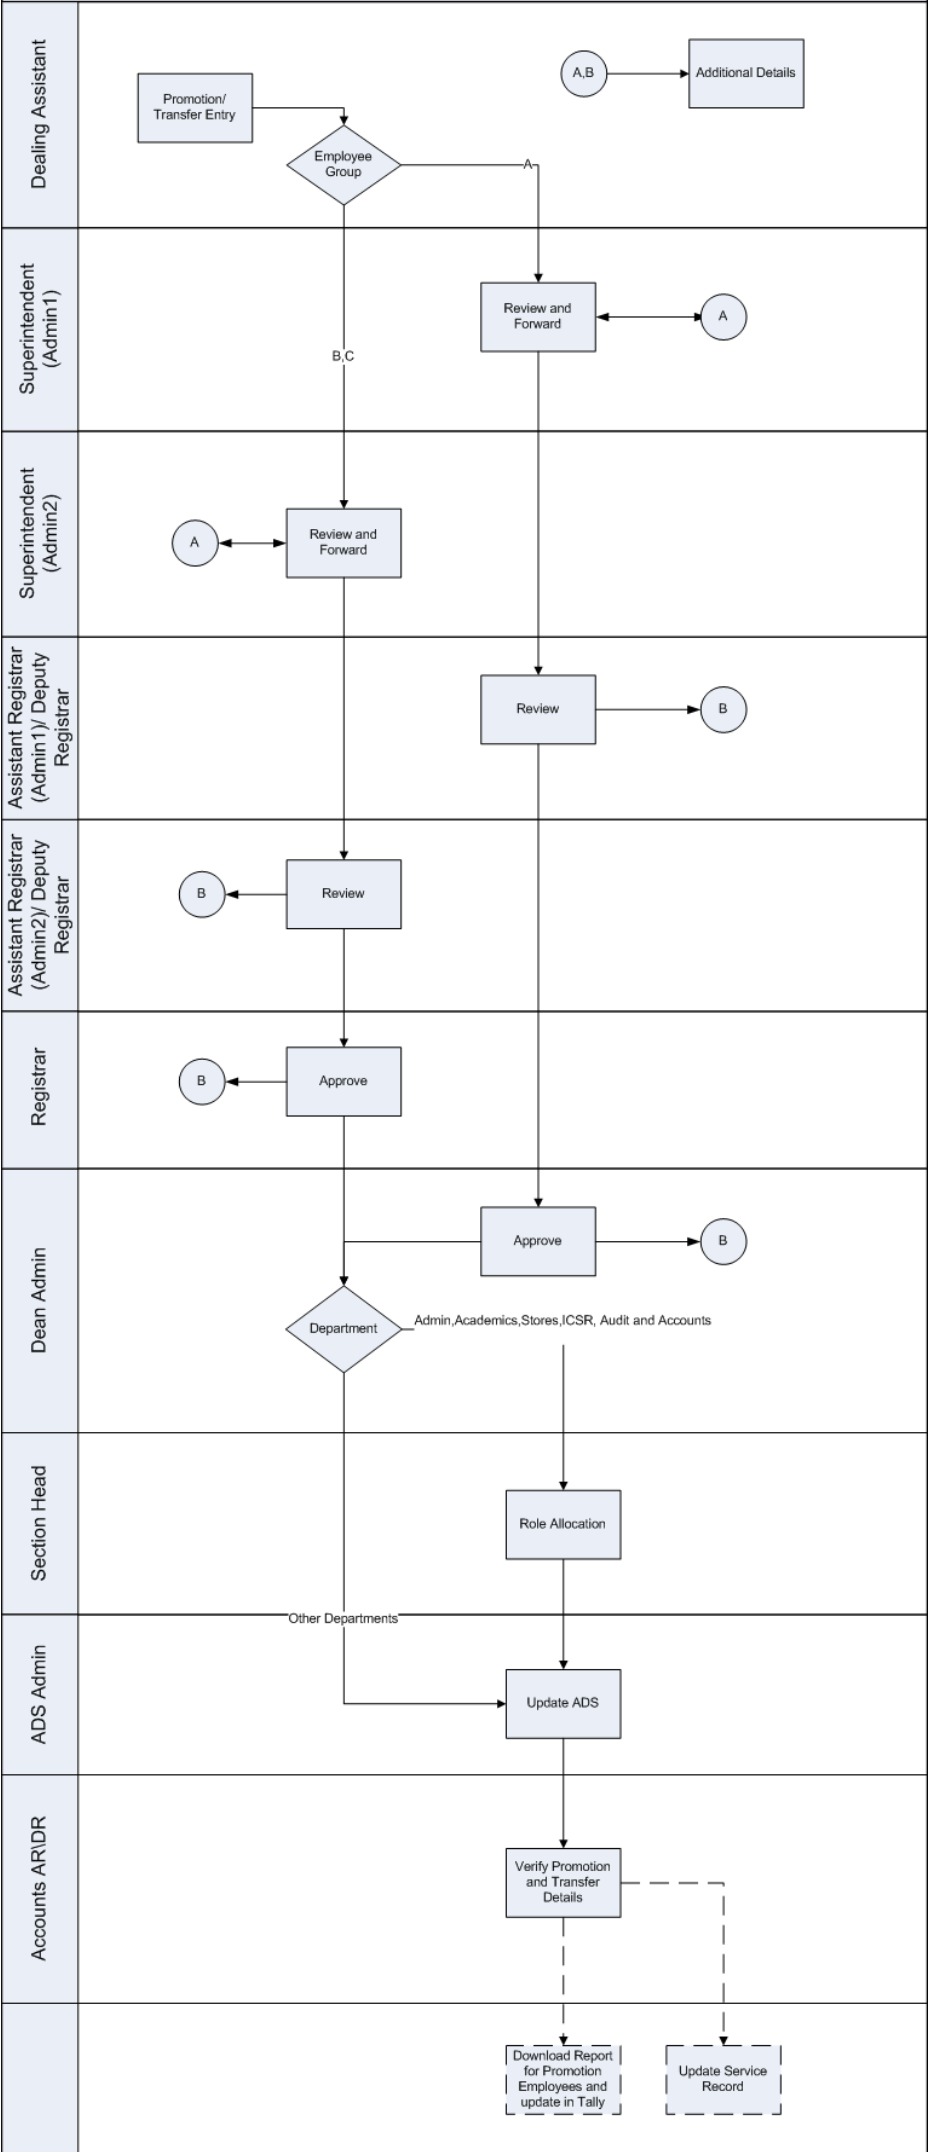 Dealing Assistant
A,B
Additional Details
Promotion/
Transfer Entry
Employee
Group
A
Superintendent
(Admin1)
Review and
Forward
A
B,C
Superintendent
(Admin2)
A
Review and
Forward
Assistant Registrar
(Admin1)/ Deputy
Registrar
Review
B
Assistant Registrar
(Admin2)/ Deputy
Registrar
B
Review
Registrar
B
Approve
Dean Admin
Approve
B
Department
Admin,Academics,Stores,ICSR, Audit and Accounts
Section Head
Role Allocation
Other Departments
ADS Admin
Update ADS
Accounts AR\DR
Verify Promotion
and Transfer
Details
Download Report
for Promotion
Employees and
update in Tally
Update Service
Record